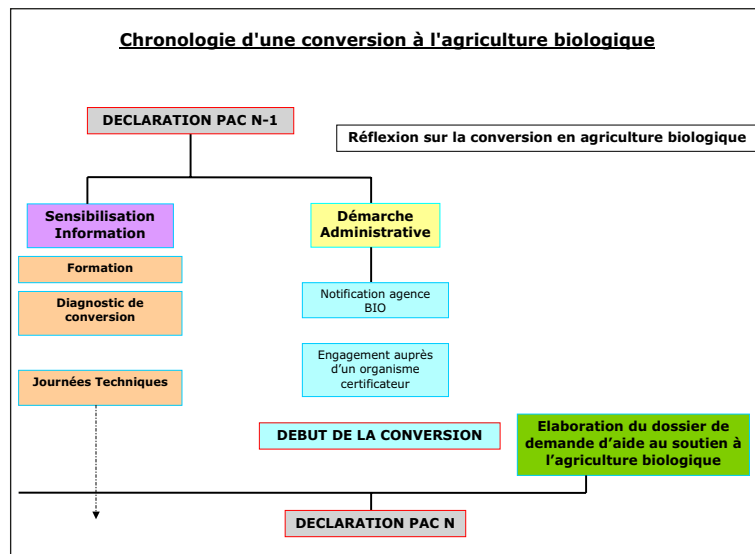 Chronologie d'une conversion à l'agriculture biologique
DECLARATION PAC N-1
Réflexion sur la conversion en agriculture biologique
Sensibilisation
Information
Démarche
Administrative
Formation
Diagnostic de
conversion
Notification agence
BIO
Journées Techniques
Engagement auprès
d'un organisme
certificateur
DEBUT DE LA CONVERSION
Elaboration du dossier de
demande d'aide au soutien à
l'agriculture biologique
DECLARATION PAC N